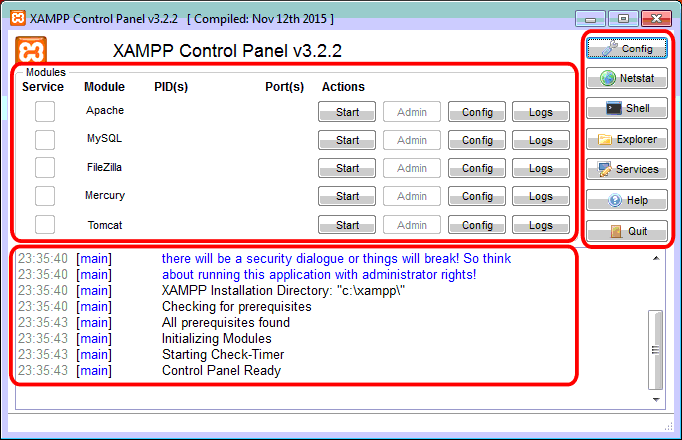 XAMPP Control Panel v3.2.2 [ Compiled: Nov 12th 2015 ]
XAMPP Control Panel v3.2.2
Config
Netstat
Shell
Explorer
Services
Help
Quit
Modules
Service Module PID(s) Port(s) Actions
Apache Start Admin Config Logs
MySQL Start Admin Config Logs
FileZilla Start Admin Config Logs
Mercury Start Admin Config Logs
Tomcat Start Admin Config Logs
23:35:40 [main] there will be a security dialogue or things will break! So think
23:35:40 [main] about running this application with administrator rights!
23:35:40 [main] XAMPP Installation Directory: "c:\xampp\"
23:35:40 [main] Checking for prerequisites
23:35:43 [main] All prerequisites found
23:35:43 [main] Initializing Modules
23:35:43 [main] Starting Check-Timer
23:35:43 [main] Control Panel Ready